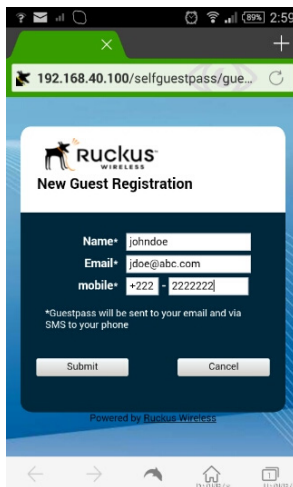 89% 2:59
192.168.40.100/selfguestpass/gue...
Ruckus
WIRELESS
New Guest Registration
Name* johndoe
Email* jdoe@abc.com
mobile* +222 - 2222222
*Guestpass will be
sent to your email and via
SMS to your phone
Submit Cancel
Powered by Ruckus Wireless
1